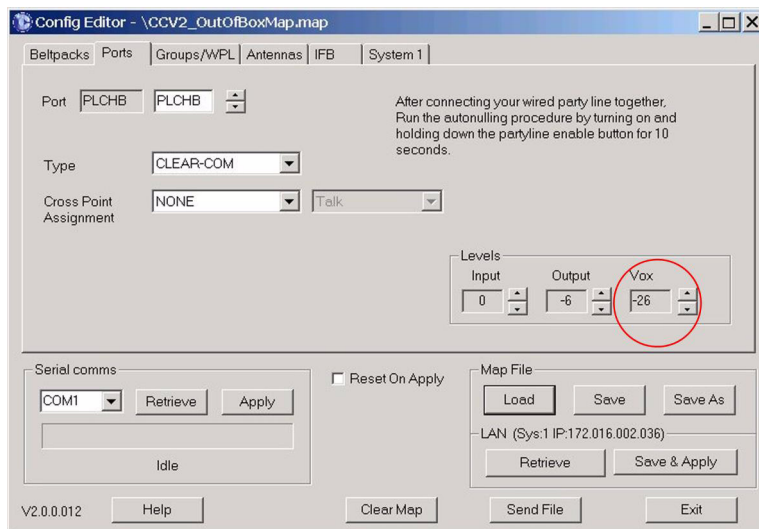 Config Editor - \CCV2_OutOfBoxMap.map
Beltpacks Ports Groups/WPL Antennas IFB System 1
Port PLCHB PLCHB
After connecting your wired party line together,
Run the autonulling procedure by turning on and
holding down the partyline enable button for 10
seconds.
Type CLEAR-COM
Cross Point
Assignment
NONE Talk
Levels
Input Output Vox
0 -6 -26
Serial comms
COM1 Retrieve Apply
Idle
Reset On Apply
Map File
Load Save Save As
LAN (Sys:1 IP:172.016.002.036)
Retrieve Save & Apply
V2.0.0.012 Help Clear Map Send File Exit